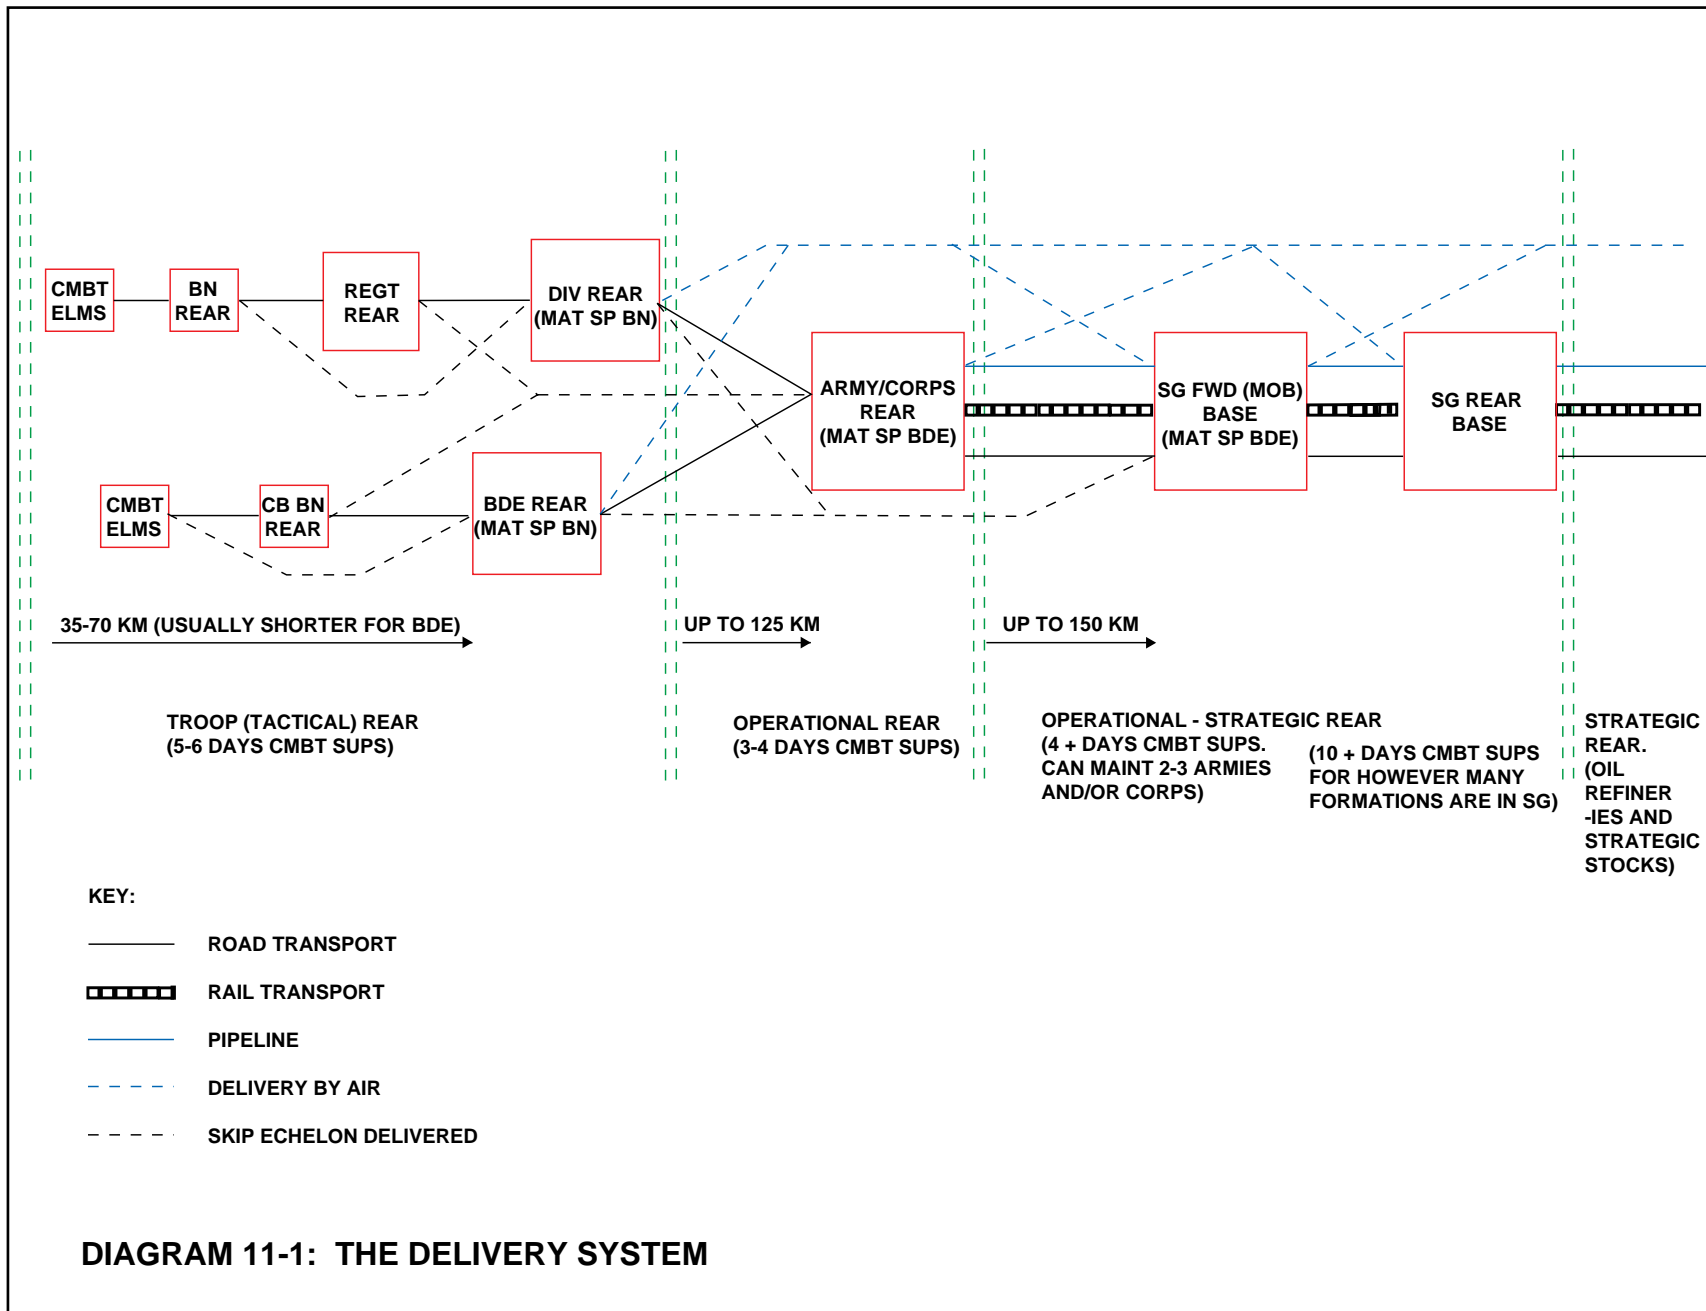 CMBT
ELMS
BN
REAR
REGT
REAR
DIV REAR
(MAT SP BN)
ARMY/CORPS
REAR
(MAT SP BDE)
SG FWD (MOB)
BASE
(MAT SP BDE)
SG REAR
BASE
CMBT
ELMS
CB BN
REAR
BDE REAR
(MAT SP BN)
35-70 KM (USUALLY SHORTER FOR BDE)
UP TO 125 KM
UP TO 150 KM
TROOP (TACTICAL) REAR
(5-6 DAYS CMBT SUPS)
OPERATIONAL REAR
(3-4 DAYS CMBT SUPS)
OPERATIONAL - STRATEGIC REAR
(4 + DAYS CMBT SUPS.
CAN MAINT 2-3 ARMIES
AND/OR CORPS)
(10 + DAYS CMBT SUPS
FOR HOWEVER MANY
FORMATIONS ARE IN SG)
STRATEGIC
REAR.
(OIL
REFINER
-IES AND
STRATEGIC
STOCKS)
KEY:
ROAD TRANSPORT
RAIL TRANSPORT
PIPELINE
DELIVERY BY AIR
SKIP ECHELON DELIVERED
DIAGRAM 11-1: THE DELIVERY SYSTEM